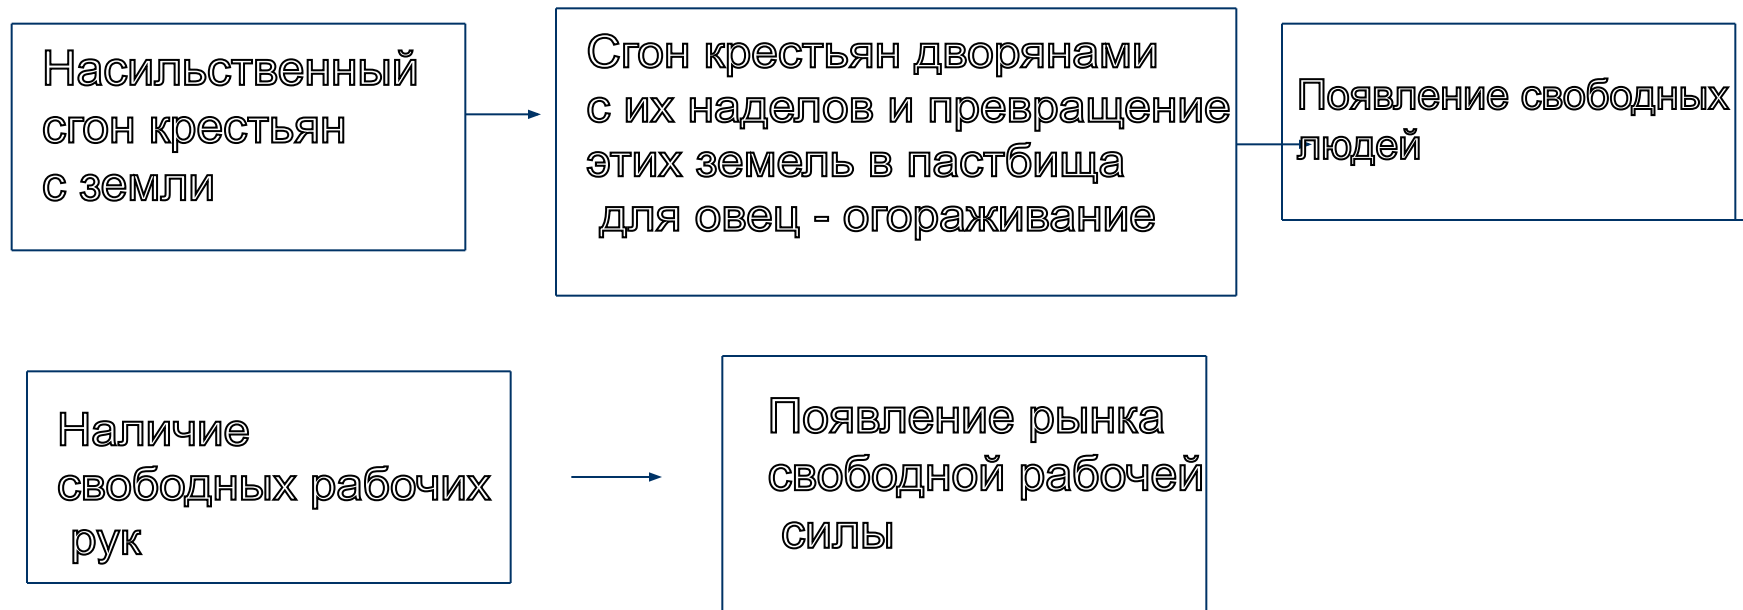 Насильственный
сгон крестьян
с земли
Сгон крестьян дворянами
с их наделов и превращение
этих земель в пастбища
для овец - огораживание
Появление свободных
людей
Наличие
свободных рабочих
рук
Появление рынка
свободной рабочей
силы